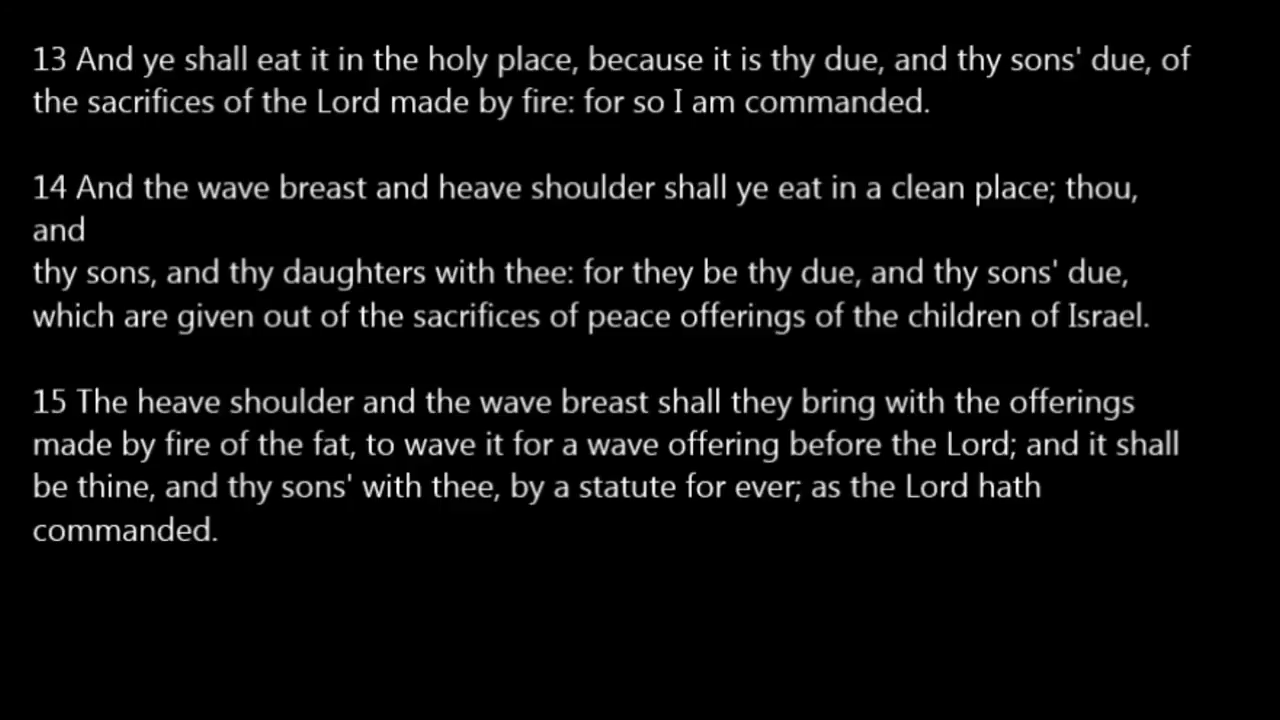 13 And ye shall eat it in the holy place, because it is thy due, and thy sons' due, of
the sacrifices of the Lord made by fire: for so I am commanded.
14 And the wave breast and heave shoulder shall ye eat in a clean place; thou,
and
thy sons, and thy daughters with thee: for they be thy due, and thy sons' due,
which are given out of the sacrifices of peace offerings of the children of Israel.
15 The heave shoulder and the wave breast shall they bring with the offerings
made by fire of the fat, to wave it for a wave offering before the Lord; and it shall
be thine, and thy sons' with thee, by a statute for ever; as the Lord hath
commanded.